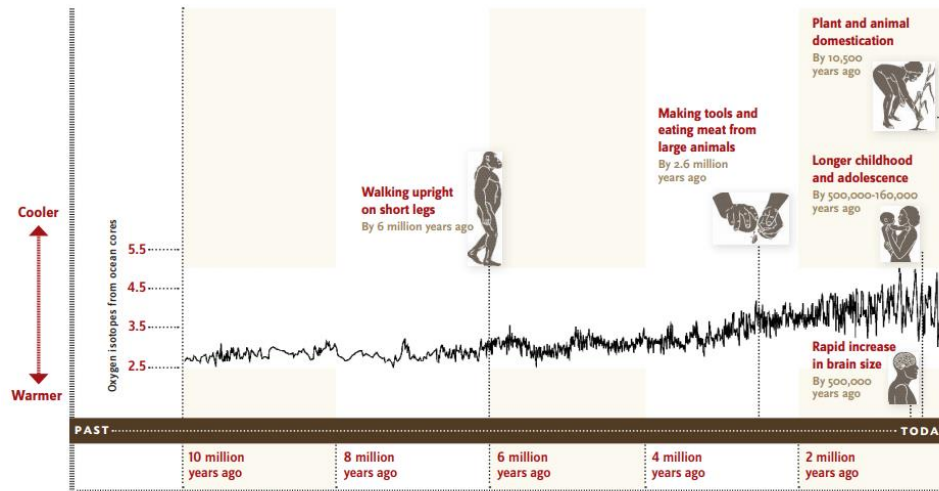 Plant and animal
domestication
By 10,500
years ago
Making tools and
eating meat from
large animals
By 2.6 million
years ago
Longer childhood
and adolescence
By 500,000-160,000
years ago
Walking upright
on short legs
By 6 million years ago
Cooler
Warmer
Oxygen isotopes from ocean cores
5.5
4.5
3.5
2.5
Rapid increase
in brain size
By 500,000
years ago
PAST
TODA
10 million
years ago
8 million
years ago
6 million
years ago
4 million
years ago
2 million
years ago